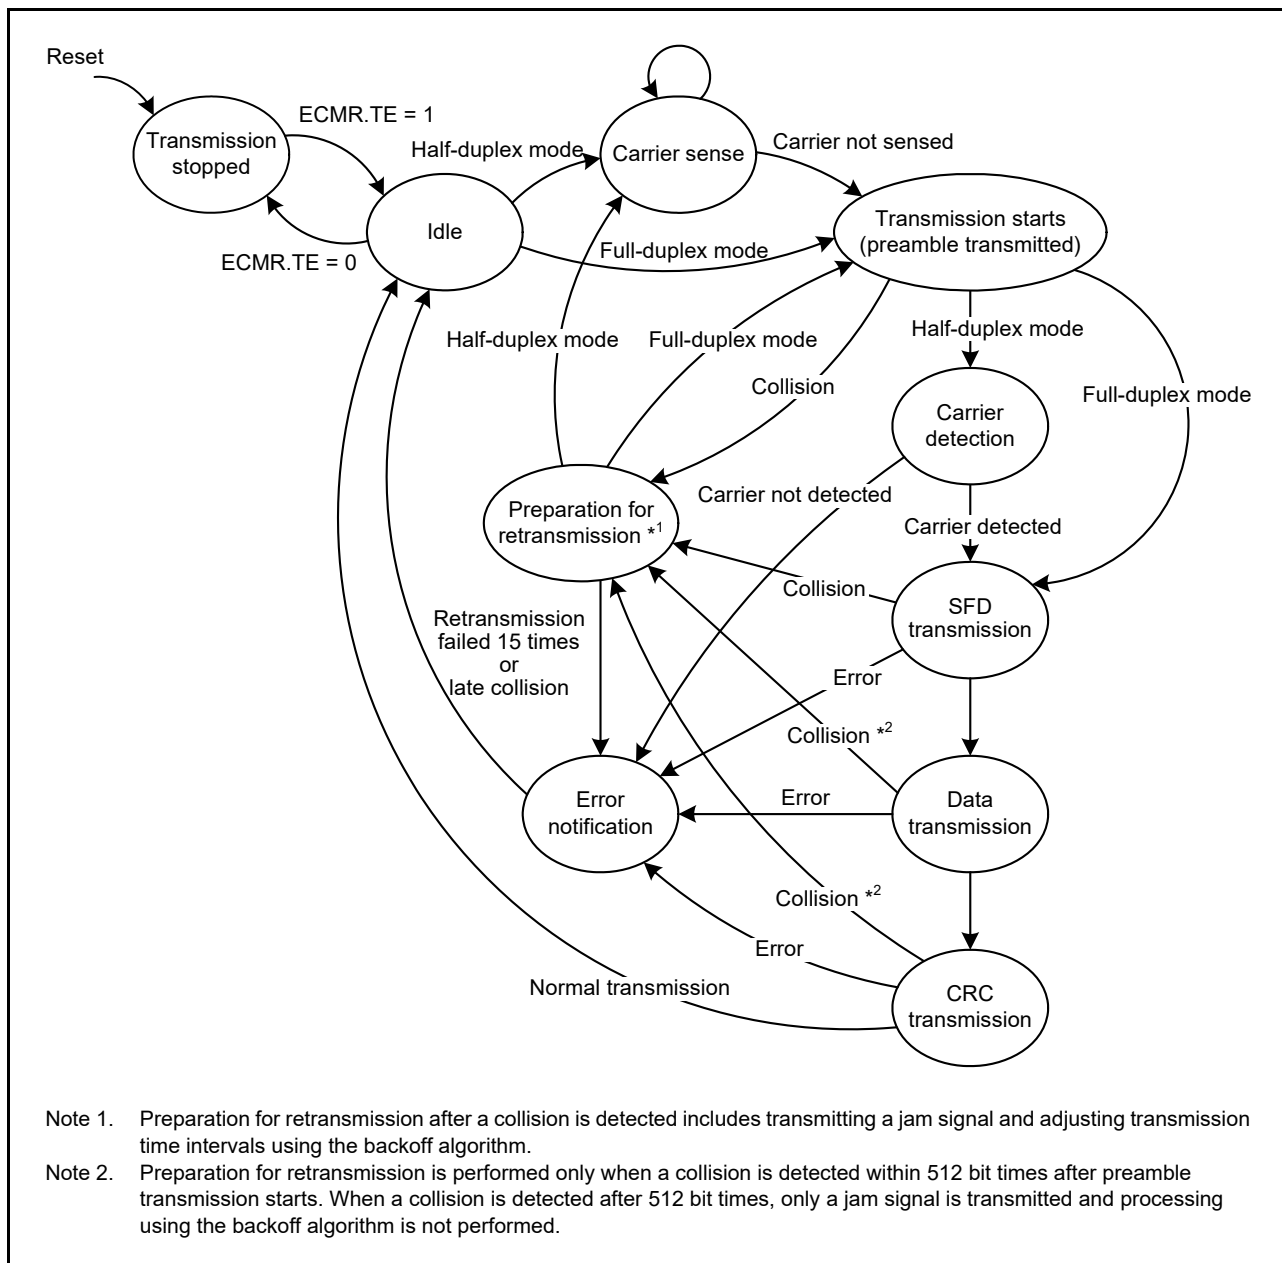 Reset
ECMR.TE = 1
Transmission
stopped
Half-duplex mode
Carrier sense
Carrier not sensed
Idle
Transmission starts
(preamble transmitted)
ECMR.TE = 0
Full-duplex mode
Half-duplex mode
Full-duplex mode
Half-duplex mode
Collision
Full-duplex mode
Carrier
detection
Carrier not detected
Preparation for
retransmission *1
Carrier detected
Collision
SFD
transmission
Retransmission
failed 15 times
or
late collision
Error
Collision *2
Error
notification
Error
Data
transmission
Collision *2
Error
Normal transmission
CRC
transmission
Note 1. Preparation for retransmission after a collision is detected includes transmitting a jam signal and adjusting transmission
time intervals using the backoff algorithm.
Note 2. Preparation for retransmission is performed only when a collision is detected within 512 bit times after preamble
transmission starts. When a collision is detected after 512 bit times, only a jam signal is transmitted and processing
using the backoff algorithm is not performed.